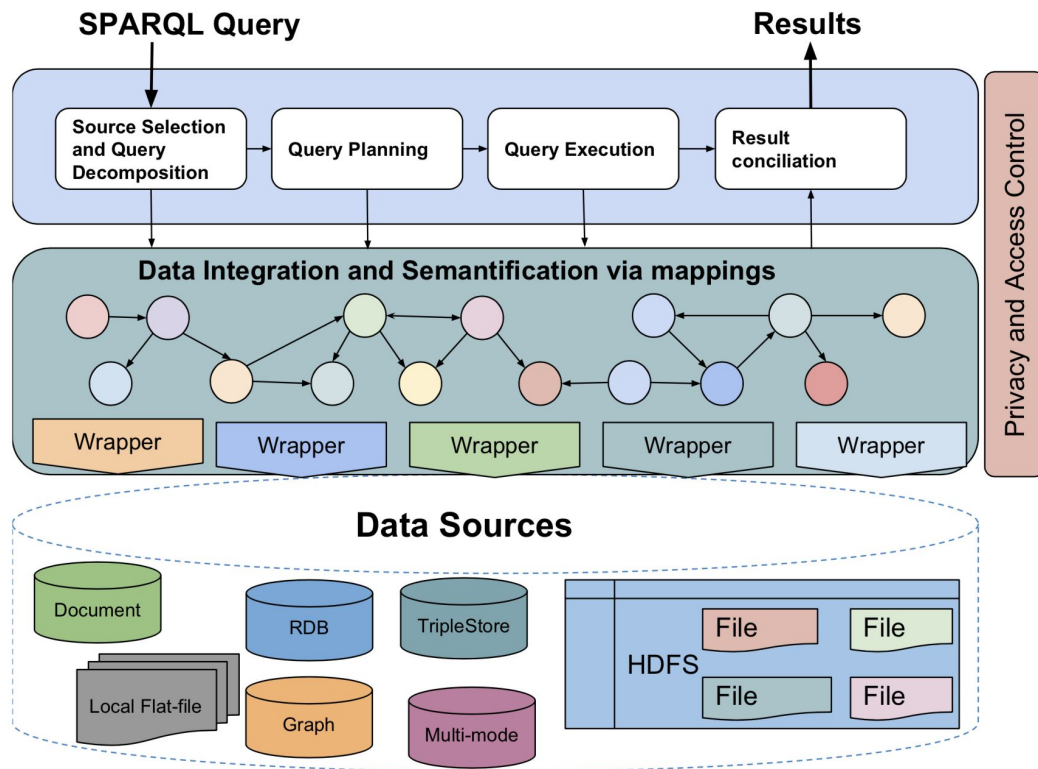 SPARQL Query
Results
Source Selection
and Query
Decomposition
Query Planning
Query Execution
Result
conciliation
Privacy and Access Control
Data Integration and Semantification via mappings
Wrapper
Wrapper
Wrapper
Wrapper
Wrapper
Data Sources
Document
RDB
TripleStore
HDFS
File
File
File
File
Local Flat-file
Graph
Multi-mode